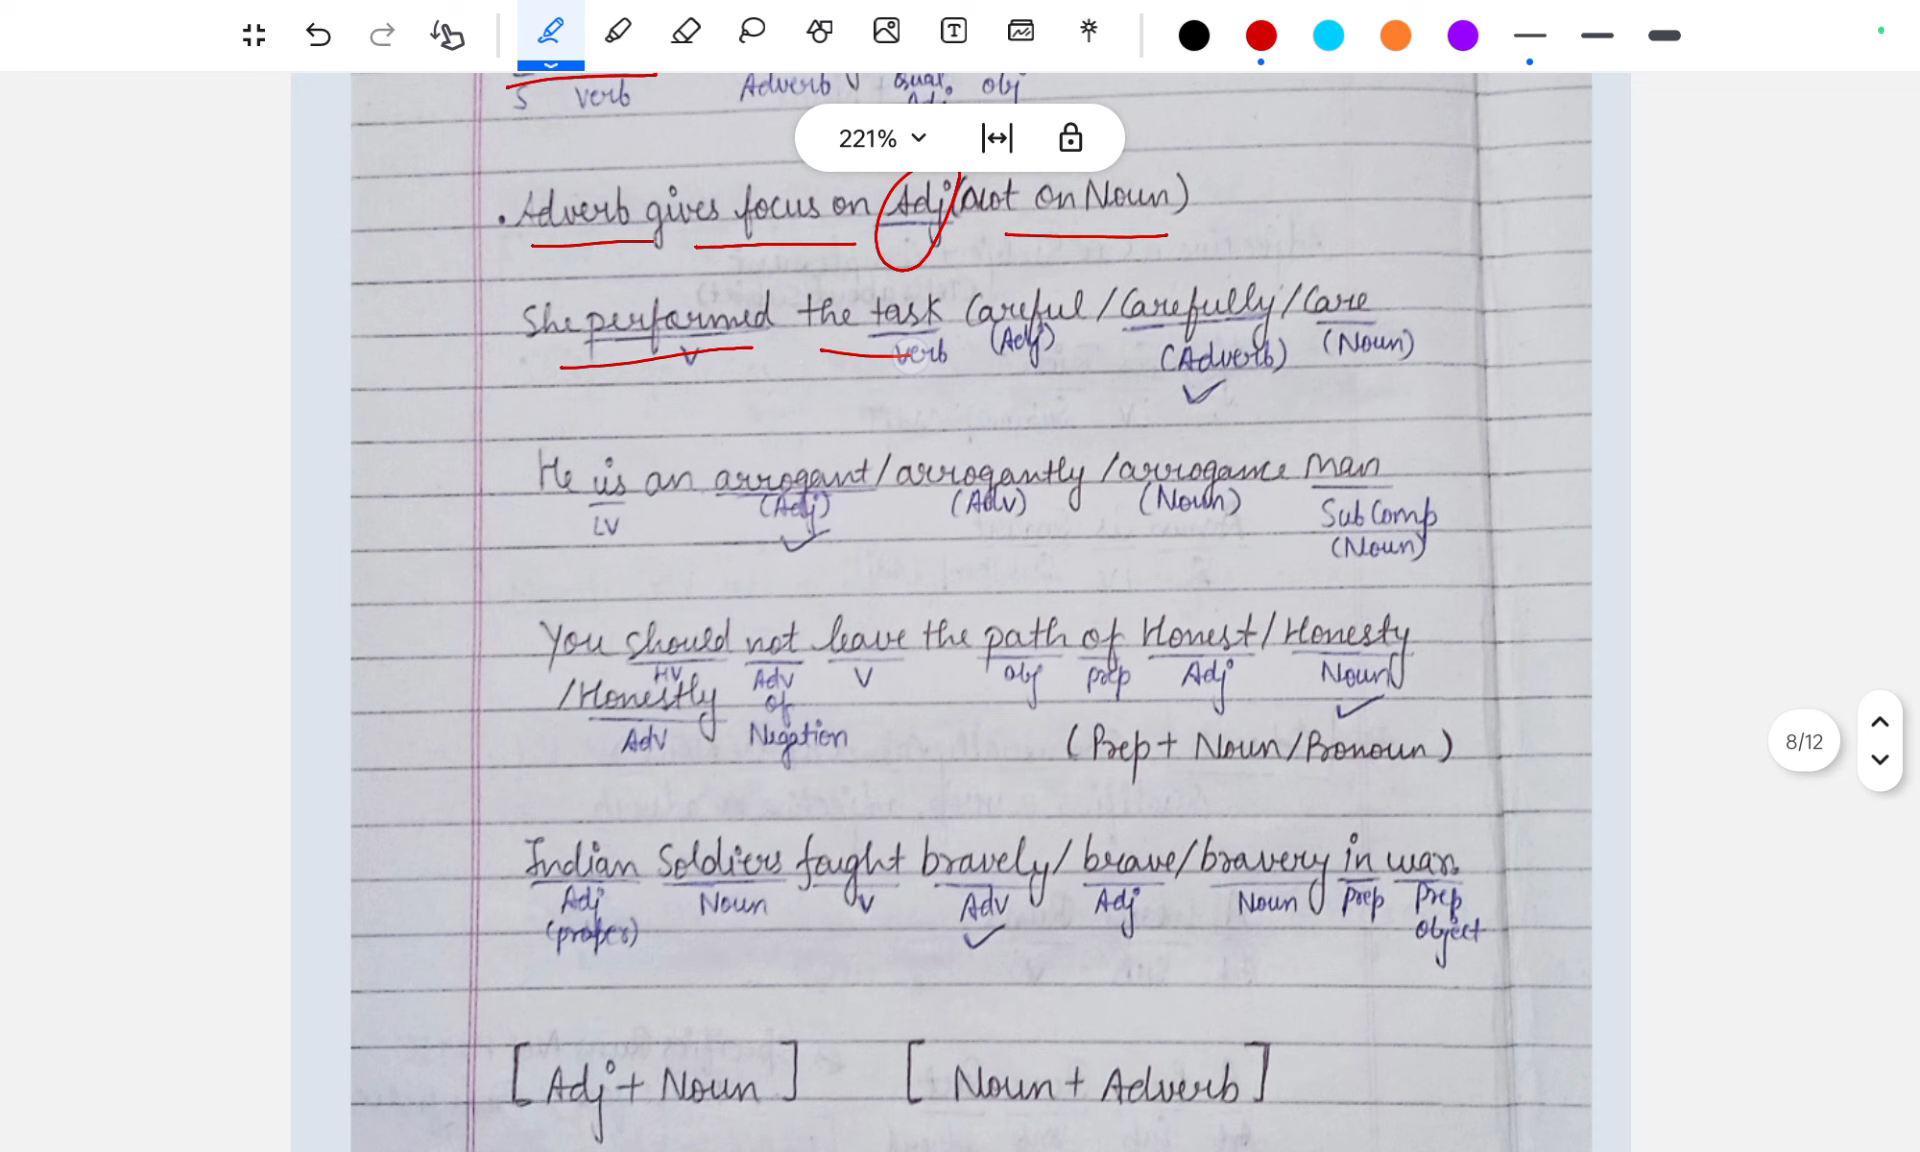 S verb Adverb V Qual. obj
221%
. Adverb gives focus on Adj (Not on Noun)
She performed the task Careful / Carefully / Care
V verb (Adj) (Adverb) (Noun)
He is an arrogant / arrogantly / arrogance man
LV (Adj) (Adv) (Noun) Sub Comp
(Noun)
You should not leave the path of Honest / Honesty
HV Adv V obj prep Adj Noun
/ Honestly of
Adv Negation (Prep + Noun/Pronoun)
8/12
Indian Soldiers fought bravely / brave / bravery in war.
Adj Noun V Adv Adj Noun Prep Prep
(proper) object
[ Adj + Noun ] [ Noun + Adverb ]